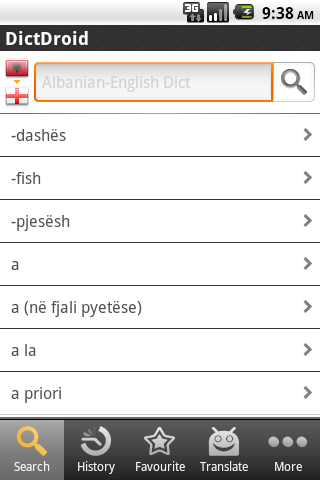 3G
9:38 AM
DictDroid
Albanian-English Dict
-dashës
-fish
-pjesësh
a
a (në fjali pyetëse)
a la
a priori
Search History Favourite Translate More